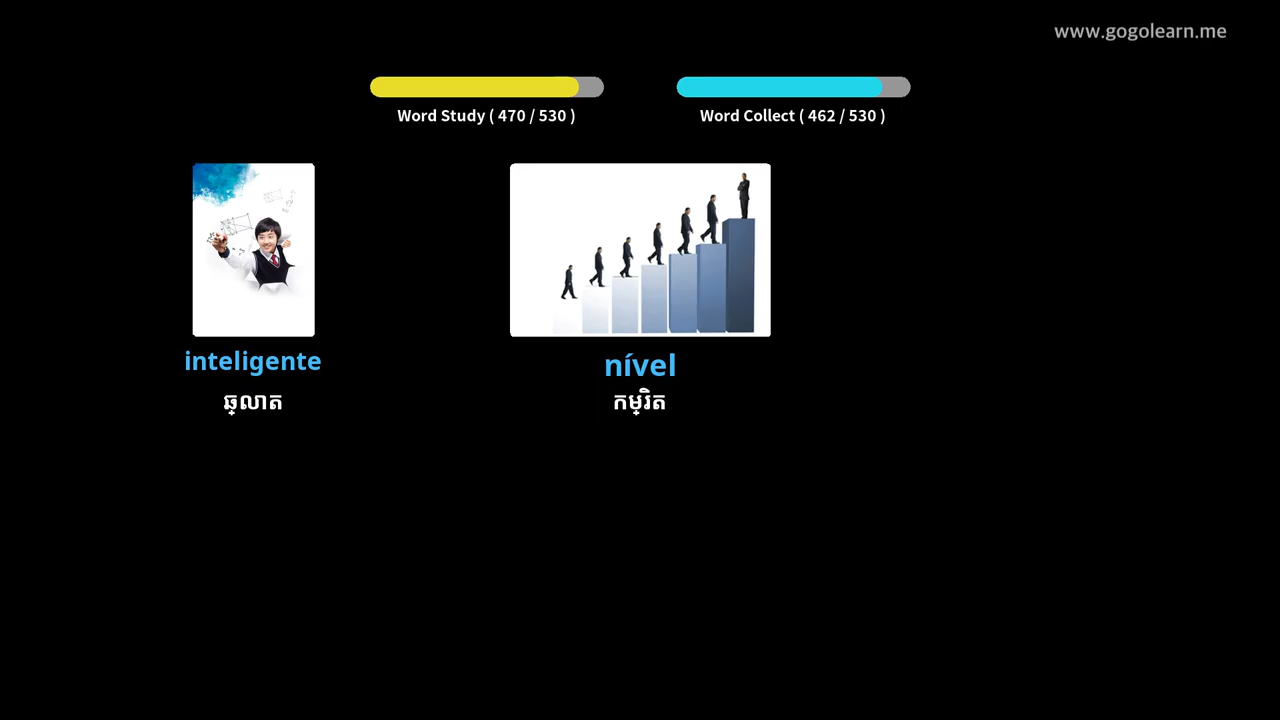 www.gogolearn.me
Word Study ( 470 / 530 )
Word Collect ( 462 / 530 )
inteligente
ឆ្លាត
nível
កម្រិត